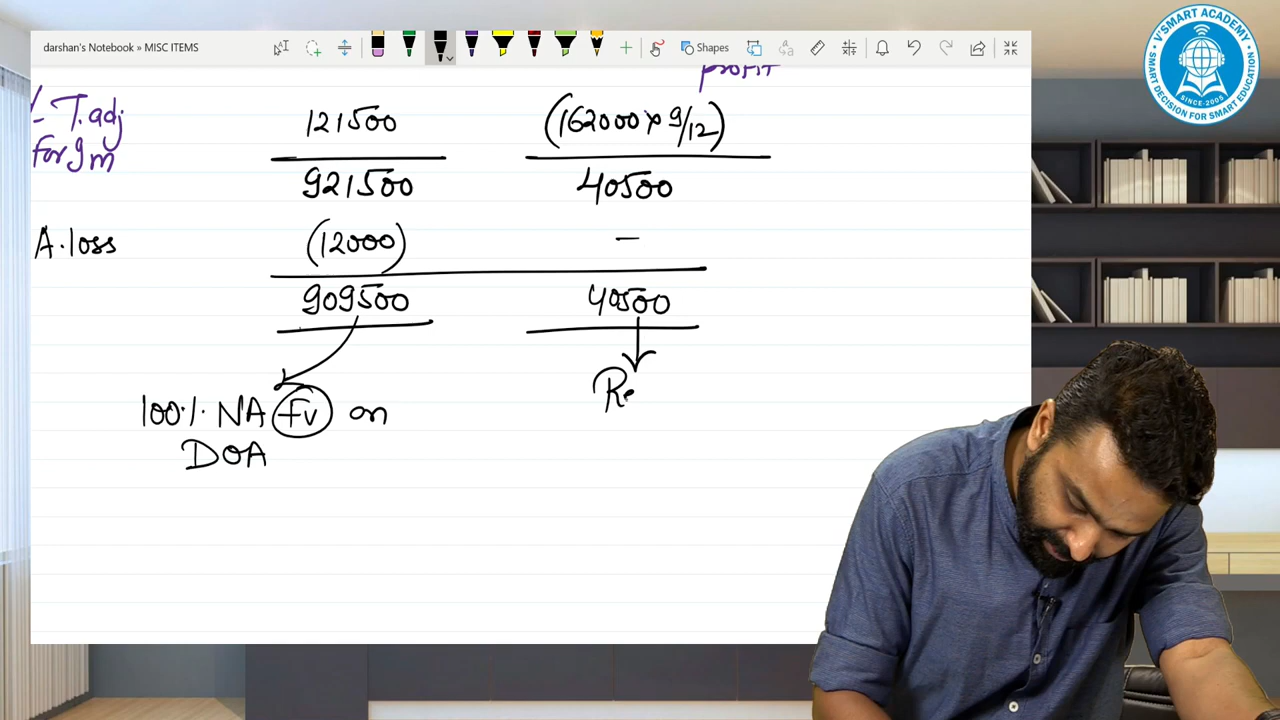 darshan's Notebook » MISC ITEMS
Shapes
profit
T. adj
for 9 m
121500
(162000 × 9/12)
921500
40500
A. loss
(12000)
—
909500
40500
100% NA FV on
DOA
Re
V'SMART ACADEMY
SINCE-2005
SMART DECISION FOR SMART EDUCATION